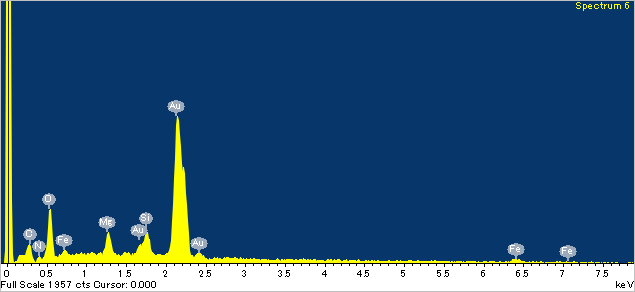 Spectrum 6
Au
O
Mg
Au
Si
Fe
N
Au
Fe
Fe
0 0.5 1 1.5 2 2.5 3 3.5 4 4.5 5 5.5 6 6.5 7 7.5
Full Scale 1957 cts Cursor: 0.000 keV